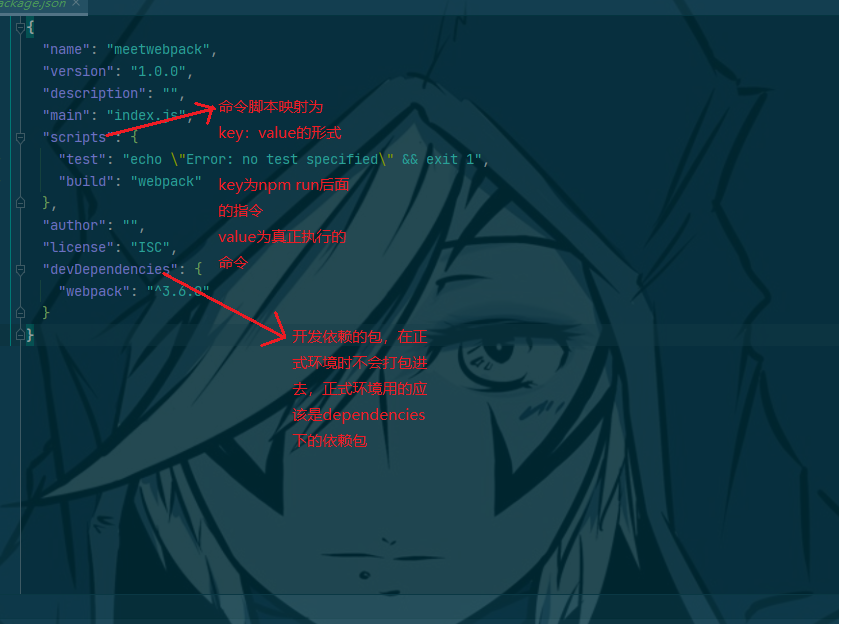 package.json
{
"name": "meetwebpack",
"version": "1.0.0",
"description": "",
"main": "index.js",
"scripts": {
"test": "echo \"Error: no test specified\" && exit 1",
"build": "webpack"
},
"author": "",
"license": "ISC",
"devDependencies": {
"webpack": "^3.6.0"
}
}
命令脚本映射为
key：value的形式
key为npm run后面
的指令
value为真正执行的
命令
开发依赖的包，在正
式环境时不会打包进
去，正式环境用的应
该是dependencies
下的依赖包